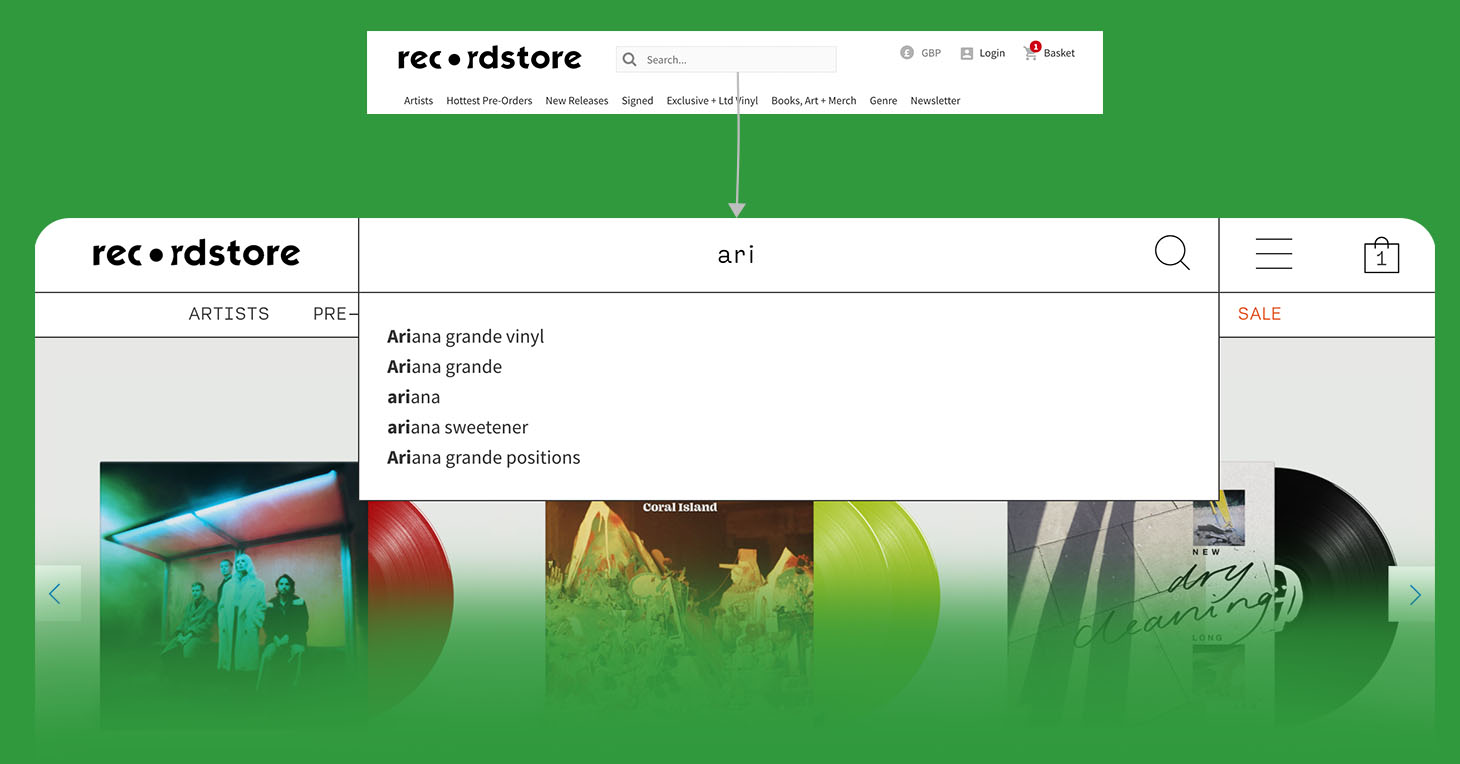 rec●rdstore
Search...
GBP
Login
1
Basket
Artists
Hottest Pre-Orders
New Releases
Signed
Exclusive + Ltd Vinyl
Books, Art + Merch
Genre
Newsletter
rec●rdstore
ari
1
ARTISTS
PRE-
SALE
Ariana grande vinyl
Ariana grande
ariana
ariana sweetener
Ariana grande positions
Coral Island
NEW
dry
cleaning
LONG